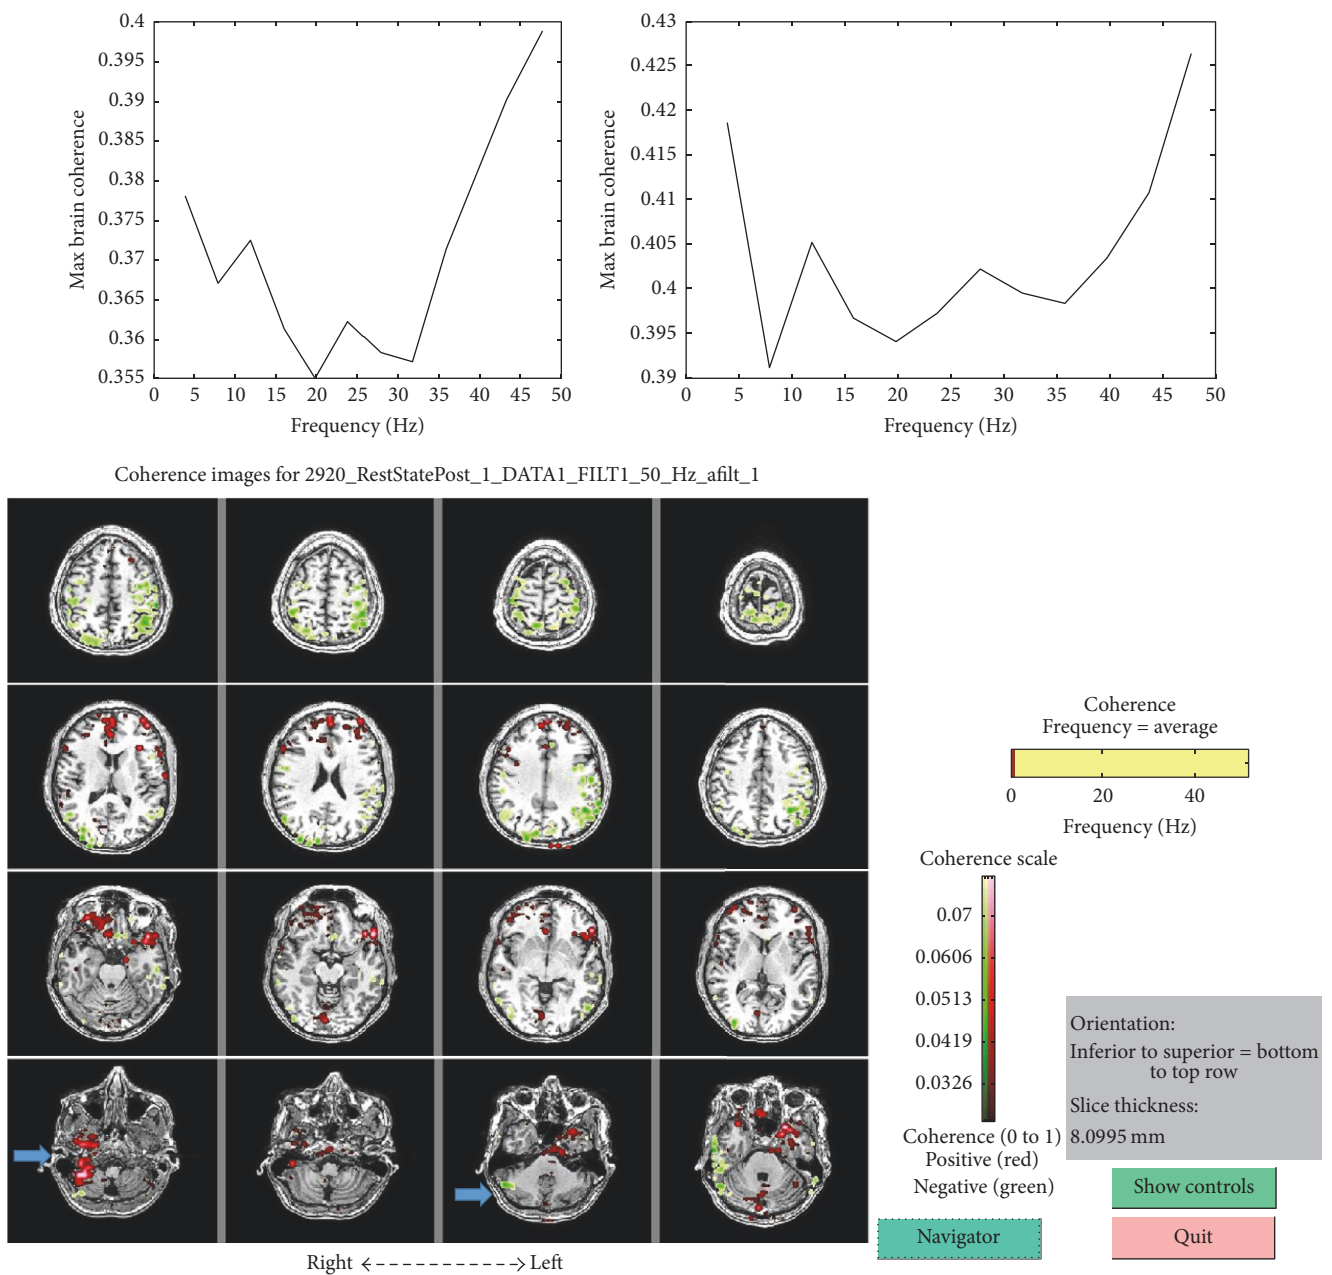 0.4
0.395
0.39
0.385
0.38
0.375
0.37
0.365
0.36
0.355
Max brain coherence
0 5 10 15 20 25 30 35 40 45 50
Frequency (Hz)
0.43
0.425
0.42
0.415
0.41
0.405
0.4
0.395
0.39
Max brain coherence
0 5 10 15 20 25 30 35 40 45 50
Frequency (Hz)
Coherence images for 2920_RestStatePost_1_DATA1_FILT1_50_Hz_afilt_1
Coherence
Frequency = average
0 20 40
Frequency (Hz)
Coherence scale
0.07
0.0606
0.0513
0.0419
0.0326
Coherence (0 to 1)
Positive (red)
Negative (green)
Orientation:
Inferior to superior = bottom
to top row
Slice thickness:
8.0995 mm
Show controls
Navigator
Quit
Right Left